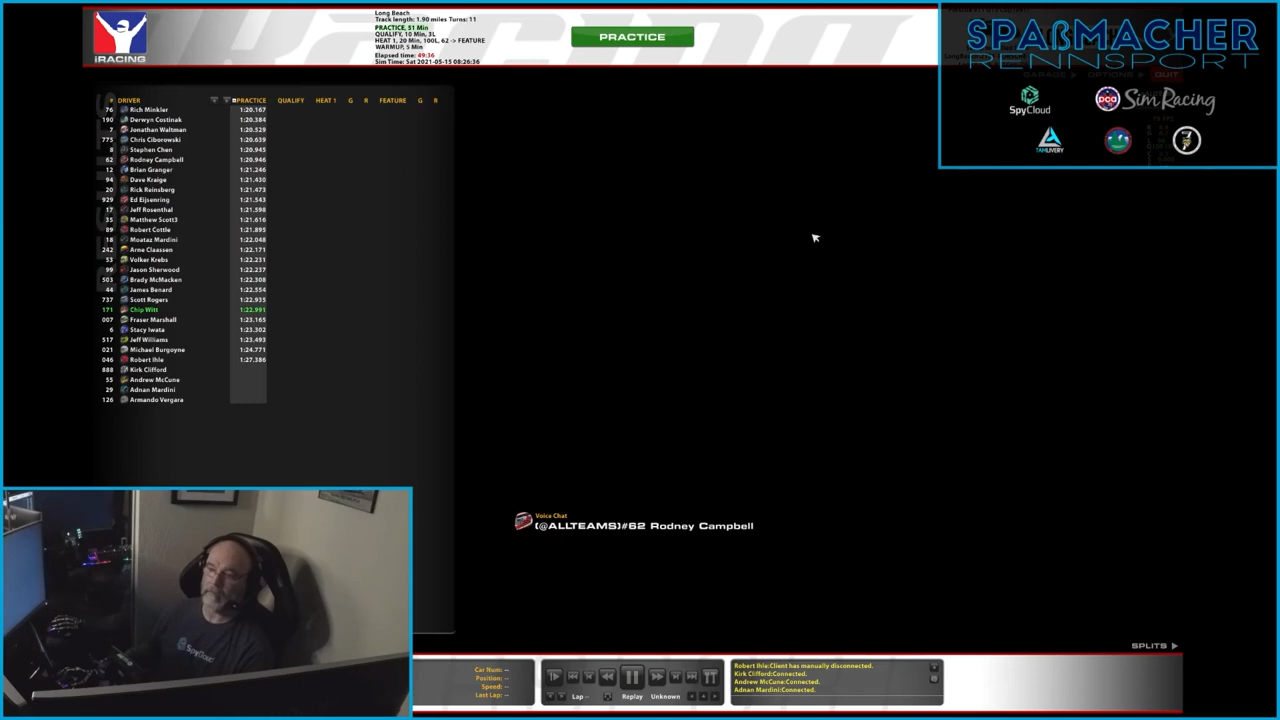 iRACING
Long Beach
Track length: 1.90 miles Turns: 11
PRACTICE, 51 Min
QUALIFY, 10 Min, 3L
HEAT 1, 20 Min, 100L, 62 -> FEATURE
WARMUP, 5 Min
Elapsed time: 49:36
Sim Time: Sat 2021-05-15 08:26:36
PRACTICE
SPAßMACHER
RENNSPORT
GARAGE OPTIONS QUIT
SpyCloud
pca SimRacing
TAMLIVERY
# DRIVER PRACTICE QUALIFY HEAT 1 G R FEATURE G R
76 Rich Minkler 1:20.167
190 Derwyn Costinak 1:20.384
7 Jonathan Waltman 1:20.529
775 Chris Ciborowski 1:20.639
8 Stephen Chen 1:20.945
62 Rodney Campbell 1:20.946
12 Brian Granger 1:21.246
94 Dave Kraige 1:21.430
20 Rick Reinsberg 1:21.473
929 Ed Eijsenring 1:21.543
17 Jeff Rosenthal 1:21.598
35 Matthew Scott3 1:21.616
89 Robert Cottle 1:21.895
18 Moataz Mardini 1:22.048
242 Arne Claassen 1:22.171
53 Volker Krebs 1:22.231
99 Jason Sherwood 1:22.237
503 Brady McMacken 1:22.308
44 James Benard 1:22.554
737 Scott Rogers 1:22.935
171 Chip Witt 1:22.991
007 Fraser Marshall 1:23.165
6 Stacy Iwata 1:23.302
517 Jeff Williams 1:23.493
021 Michael Burgoyne 1:24.771
046 Robert Ihle 1:27.386
888 Kirk Clifford
55 Andrew McCune
29 Adnan Mardini
126 Armando Vergara
Voice Chat
(@ALLTEAMS)#62 Rodney Campbell
SpyCloud
SPLITS
Car Num: --
Position: --
Speed: --
Last Lap: --
Lap --
Replay
Unknown
Robert Ihle:Client has manually disconnected.
Kirk Clifford:Connected.
Andrew McCune:Connected.
Adnan Mardini:Connected.